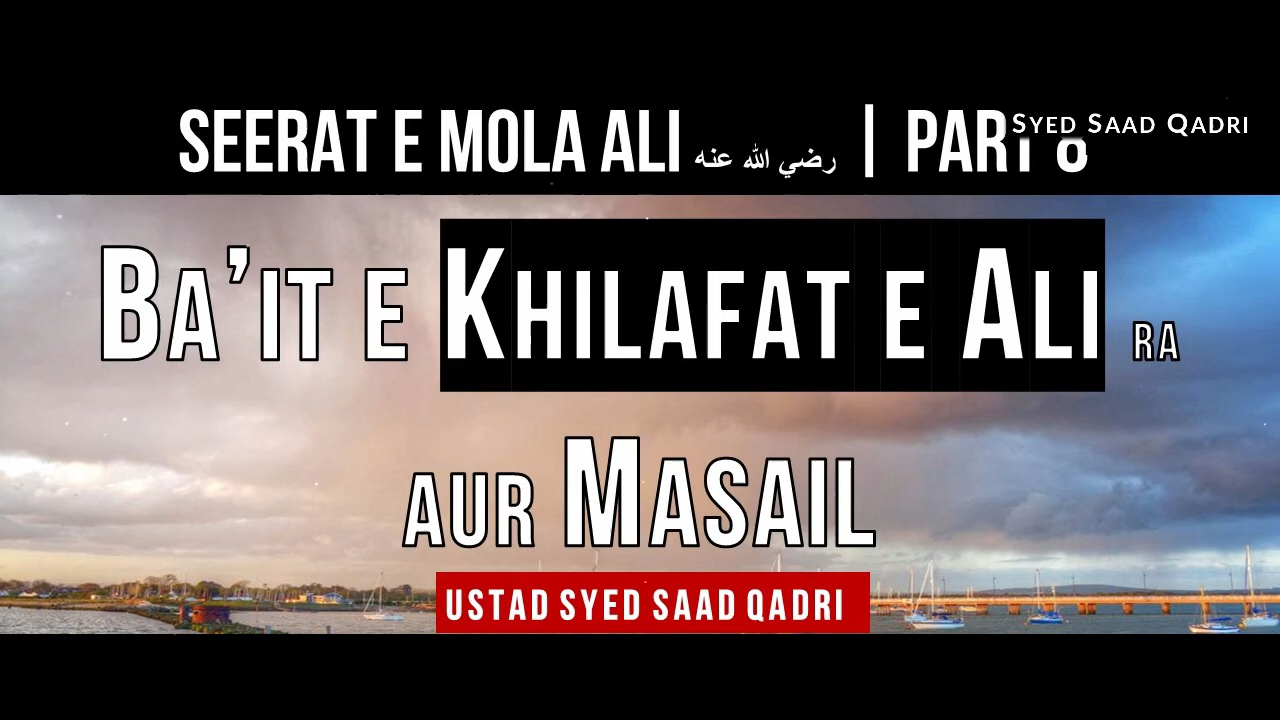 SEERAT E MOLA ALI رضي الله عنه | PART
SYED SAAD QADRI
BA'IT E KHILAFAT E ALI RA
AUR MASAIL
USTAD SYED SAAD QADRI